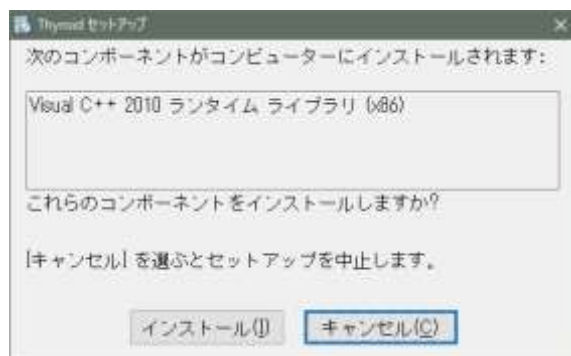 Thyroid セットアップ
次のコンポーネントがコンピューターにインストールされます:
Visual C++ 2010 ランタイム ライブラリ (x86)
これらのコンポーネントをインストールしますか?
[キャンセル] を選ぶとセットアップを中止します。
インストール(I) キャンセル(C)